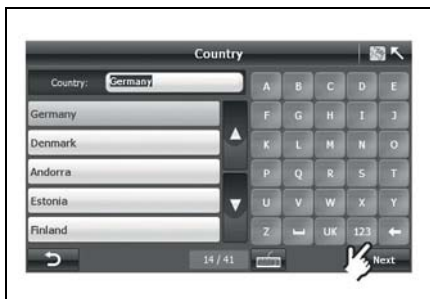 Country
Country: Germany
A B C D E
Germany
F G H I J
Denmark
K L M N O
Andorra
P Q R S T
Estonia
U V W X Y
Finland
Z UK 123
14 / 41
Next